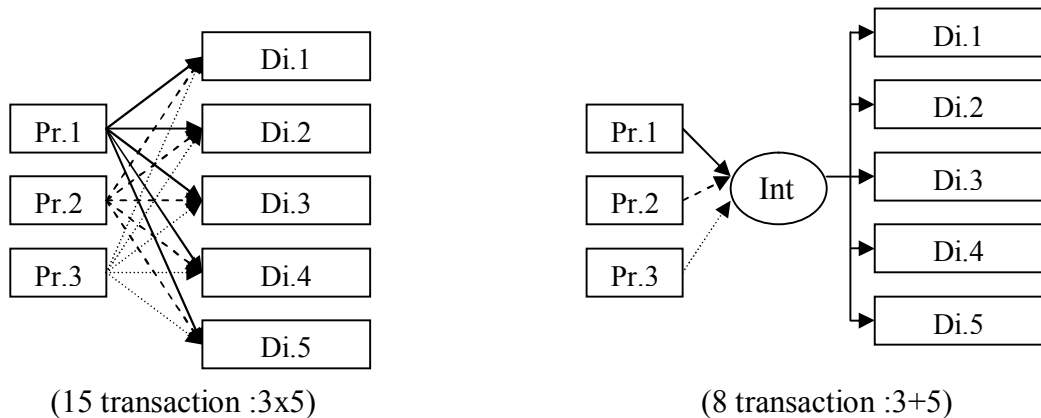 Di.1
Pr.1
Di.2
Pr.2
Di.3
Pr.3
Di.4
Di.5
(15 transaction :3x5)
Di.1
Di.2
Pr.1
Int
Di.3
Pr.2
Di.4
Pr.3
Di.5
(8 transaction :3+5)